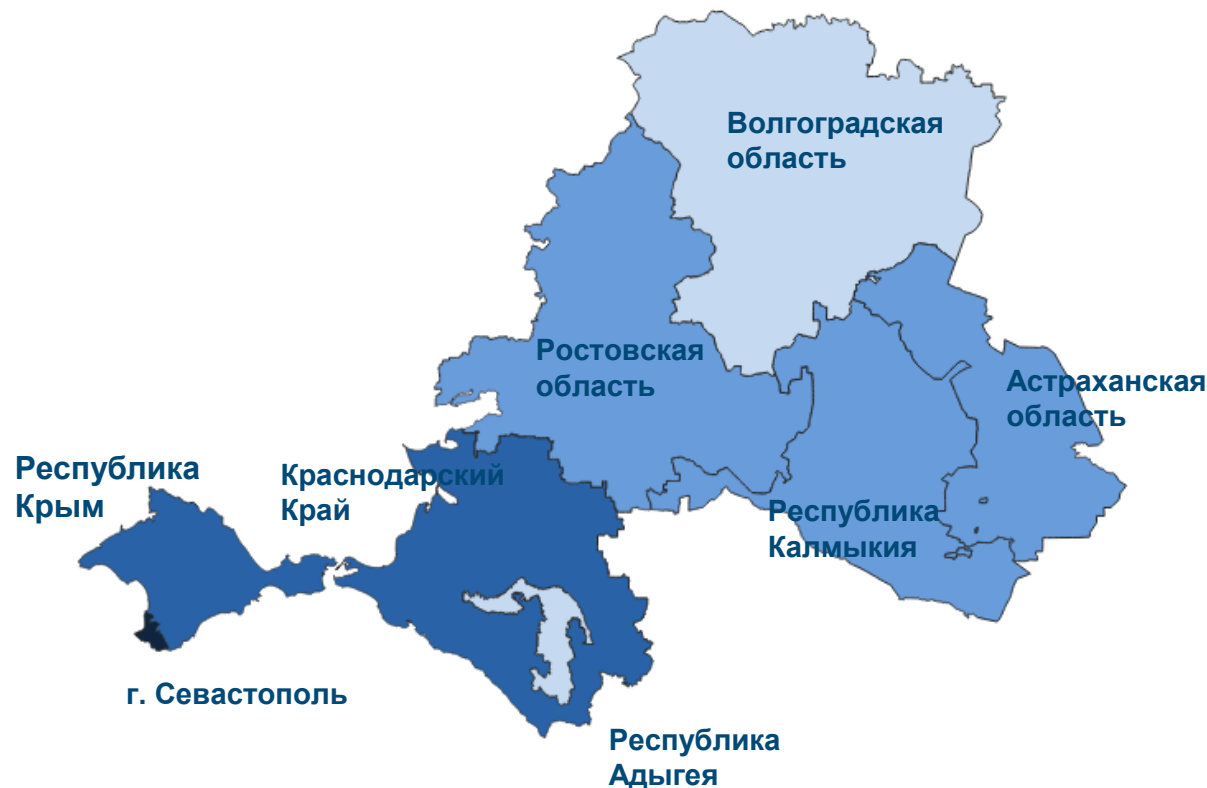 Волгоградская
область
Ростовская
область
Астраханская
область
Республика
Крым
Краснодарский
Край
Республика
Калмыкия
г. Севастополь
Республика
Адыгея